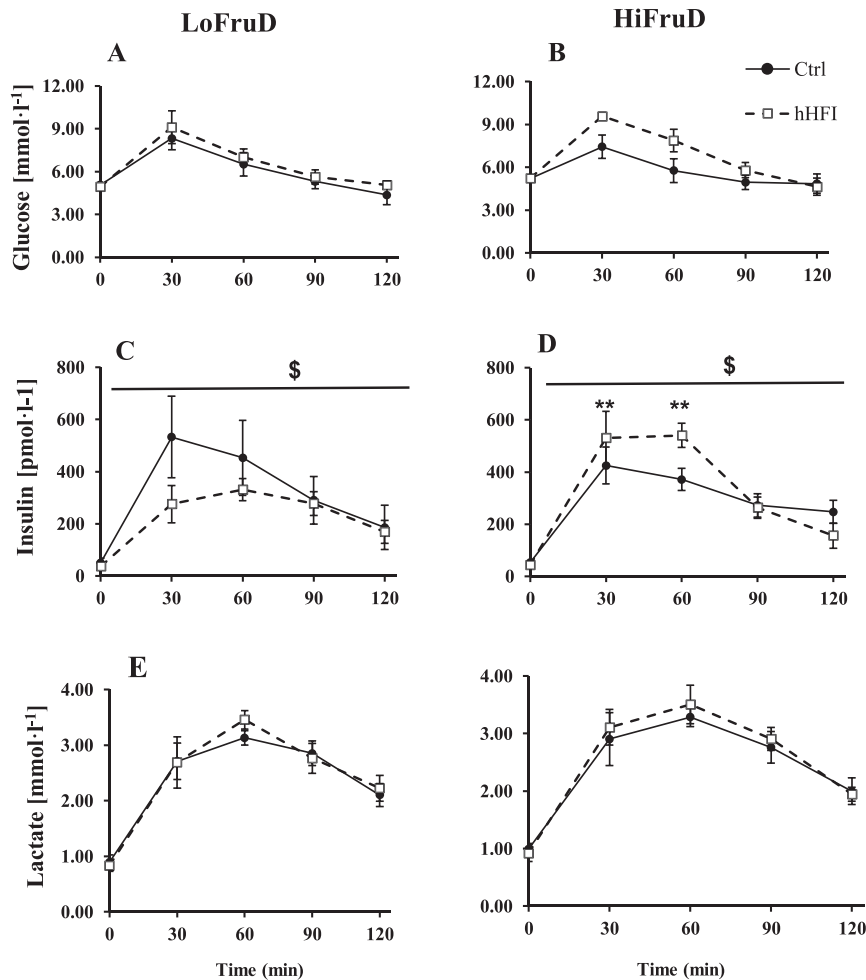 LoFruD
HiFruD
A
B
Ctrl
hHFI
Glucose [mmol·l-1]
12.00
9.00
6.00
3.00
0.00
0 30 60 90 120
12.00
9.00
6.00
3.00
0.00
0 30 60 90 120
C
$
D
$
** **
Insulin [pmol·l-1]
800
600
400
200
0
0 30 60 90 120
800
600
400
200
0
0 30 60 90 120
E
Lactate [mmol·l-1]
4.00
3.00
2.00
1.00
0.00
0 30 60 90 120
Time (min)
4.00
3.00
2.00
1.00
0.00
0 30 60 90 120
Time (min)